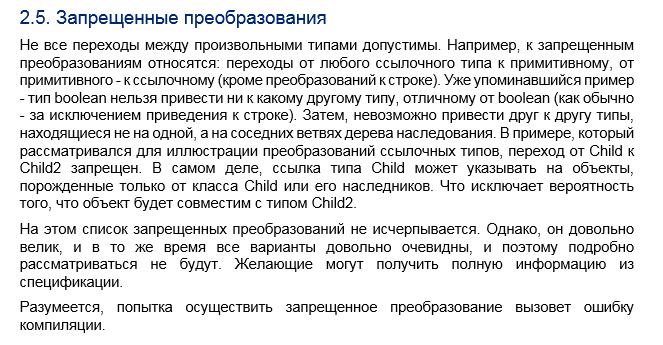 2.5. Запрещенные преобразования
Не все переходы между произвольными типами допустимы. Например, к запрещенным
преобразованиям относятся: переходы от любого ссылочного типа к примитивному, от
примитивного - к ссылочному (кроме преобразований к строке). Уже упоминавшийся пример
- тип boolean нельзя привести ни к какому другому типу, отличному от boolean (как обычно
- за исключением приведения к строке). Затем, невозможно привести друг к другу типы,
находящиеся не на одной, а на соседних ветвях дерева наследования. В примере, который
рассматривался для иллюстрации преобразований ссылочных типов, переход от Child к
Child2 запрещен. В самом деле, ссылка типа Child может указывать на объекты,
порожденные только от класса Child или его наследников. Что исключает вероятность
того, что объект будет совместим с типом Child2.
На этом список запрещенных преобразований не исчерпывается. Однако, он довольно
велик, и в то же время все варианты довольно очевидны, и поэтому подробно
рассматриваться не будут. Желающие могут получить полную информацию из
спецификации.
Разумеется, попытка осуществить запрещенное преобразование вызовет ошибку
компиляции.